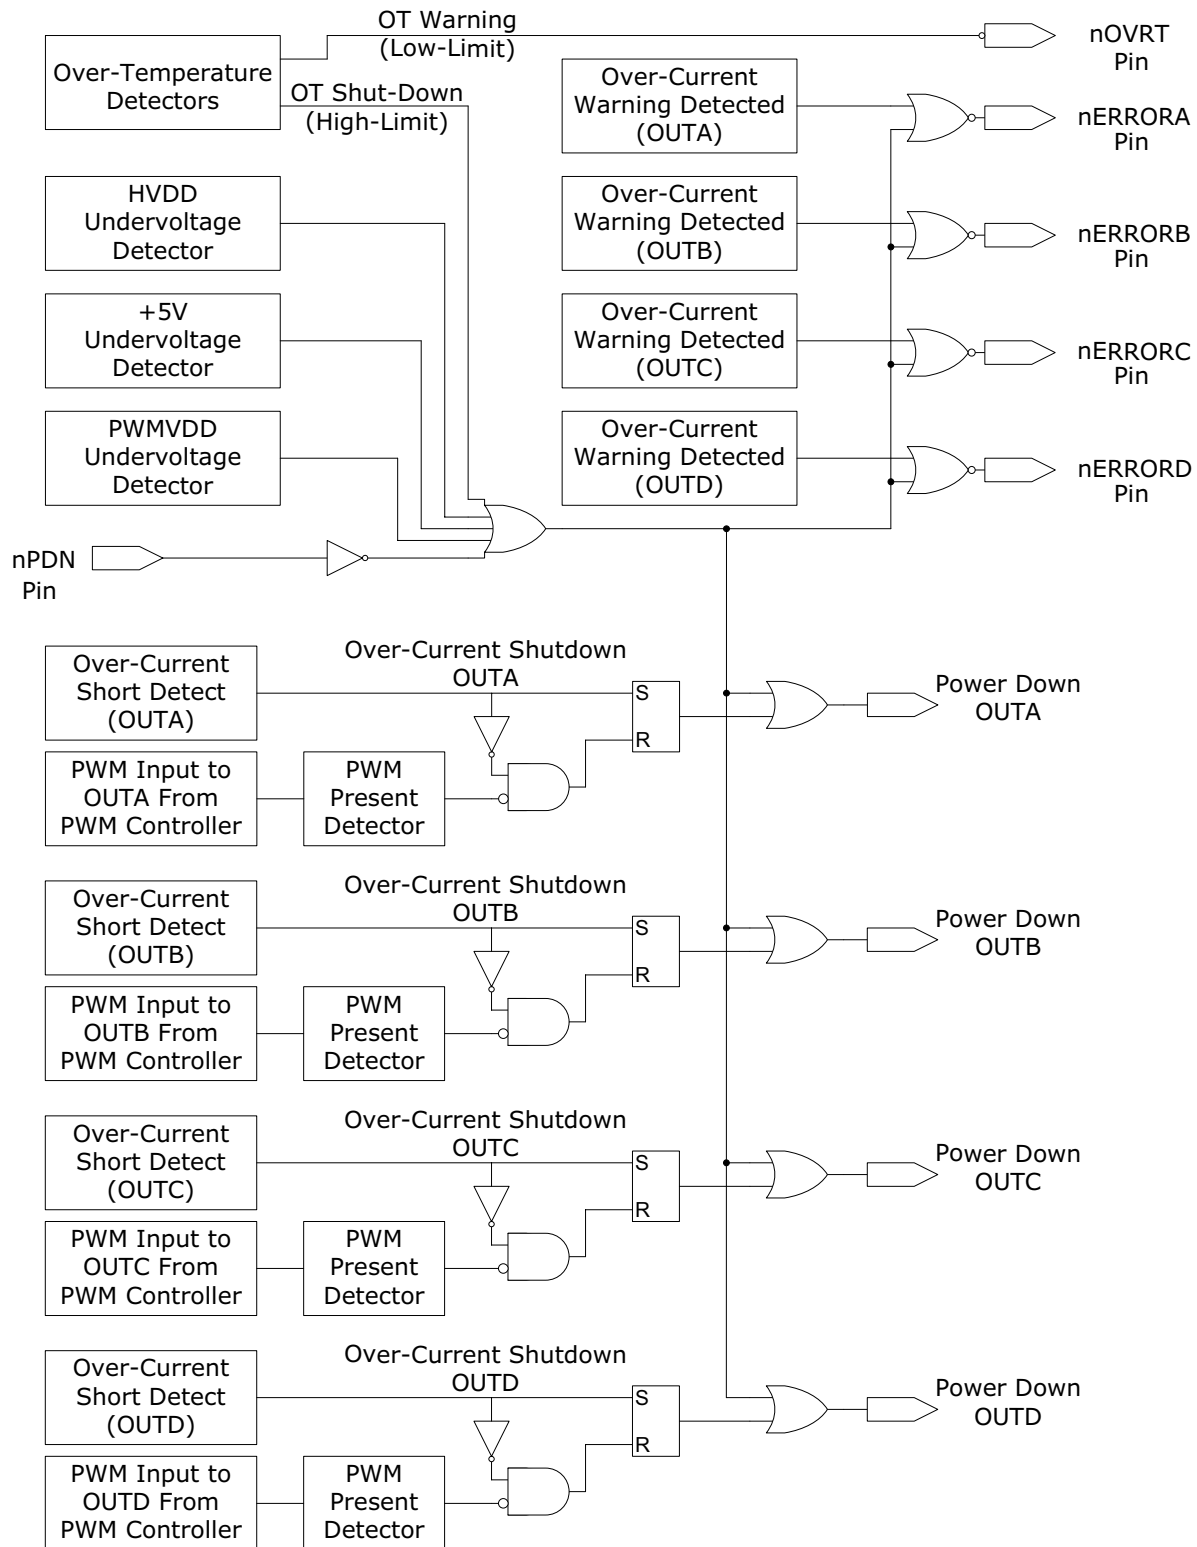 OT Warning
(Low-Limit)
nOVRT
Pin
Over-Temperature
Detectors
OT Shut-Down
(High-Limit)
Over-Current
Warning Detected
(OUTA)
nERRORA
Pin
HVDD
Undervoltage
Detector
Over-Current
Warning Detected
(OUTB)
nERRORB
Pin
+5V
Undervoltage
Detector
Over-Current
Warning Detected
(OUTC)
nERRORC
Pin
PWMVDD
Undervoltage
Detector
Over-Current
Warning Detected
(OUTD)
nERRORD
Pin
nPDN
Pin
Over-Current
Short Detect
(OUTA)
Over-Current Shutdown
OUTA
S
R
Power Down
OUTA
PWM Input to
OUTA From
PWM Controller
PWM
Present
Detector
Over-Current
Short Detect
(OUTB)
Over-Current Shutdown
OUTB
S
R
Power Down
OUTB
PWM Input to
OUTB From
PWM Controller
PWM
Present
Detector
Over-Current
Short Detect
(OUTC)
Over-Current Shutdown
OUTC
S
R
Power Down
OUTC
PWM Input to
OUTC From
PWM Controller
PWM
Present
Detector
Over-Current
Short Detect
(OUTD)
Over-Current Shutdown
OUTD
S
R
Power Down
OUTD
PWM Input to
OUTD From
PWM Controller
PWM
Present
Detector